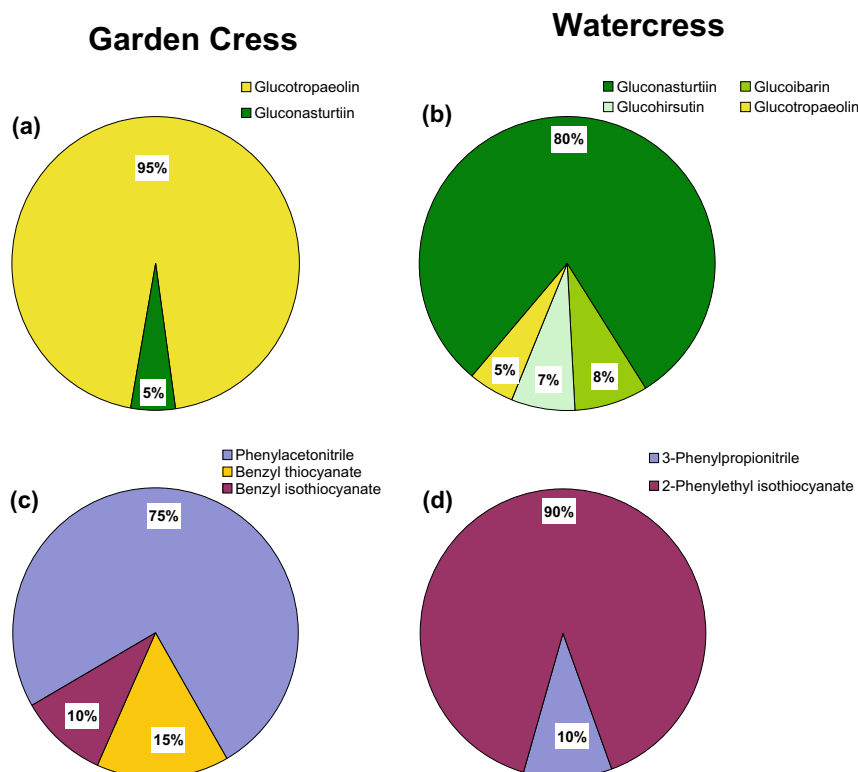 Garden Cress
Watercress
(a)
Glucotropaeolin
Gluconasturtiin
95%
5%
(b)
Gluconasturtiin Glucoibarin
Glucohirsutin Glucotropaeolin
80%
5%
7%
8%
(c)
Phenylacetonitrile
Benzyl thiocyanate
Benzyl isothiocyanate
75%
10%
15%
(d)
3-Phenylpropionitrile
2-Phenylethyl isothiocyanate
90%
10%